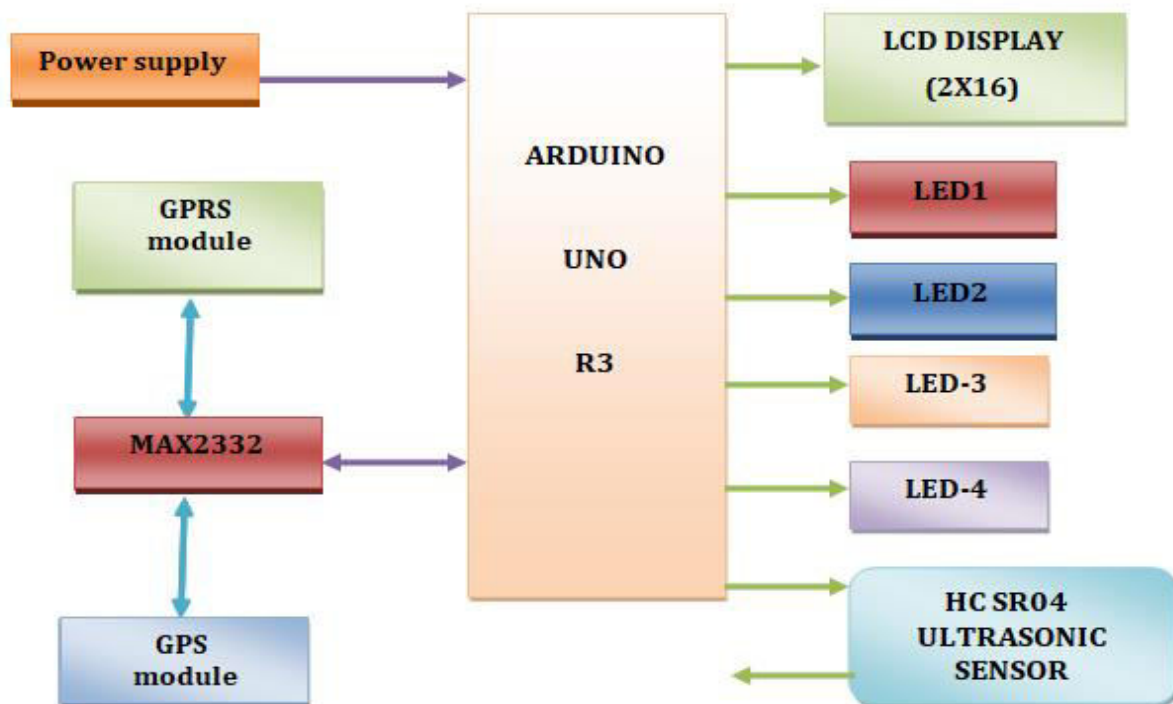 Power supply
GPRS
module
MAX2332
GPS
module
ARDUINO
UNO
R3
LCD DISPLAY
(2X16)
LED1
LED2
LED-3
LED-4
HC SR04
ULTRASONIC
SENSOR